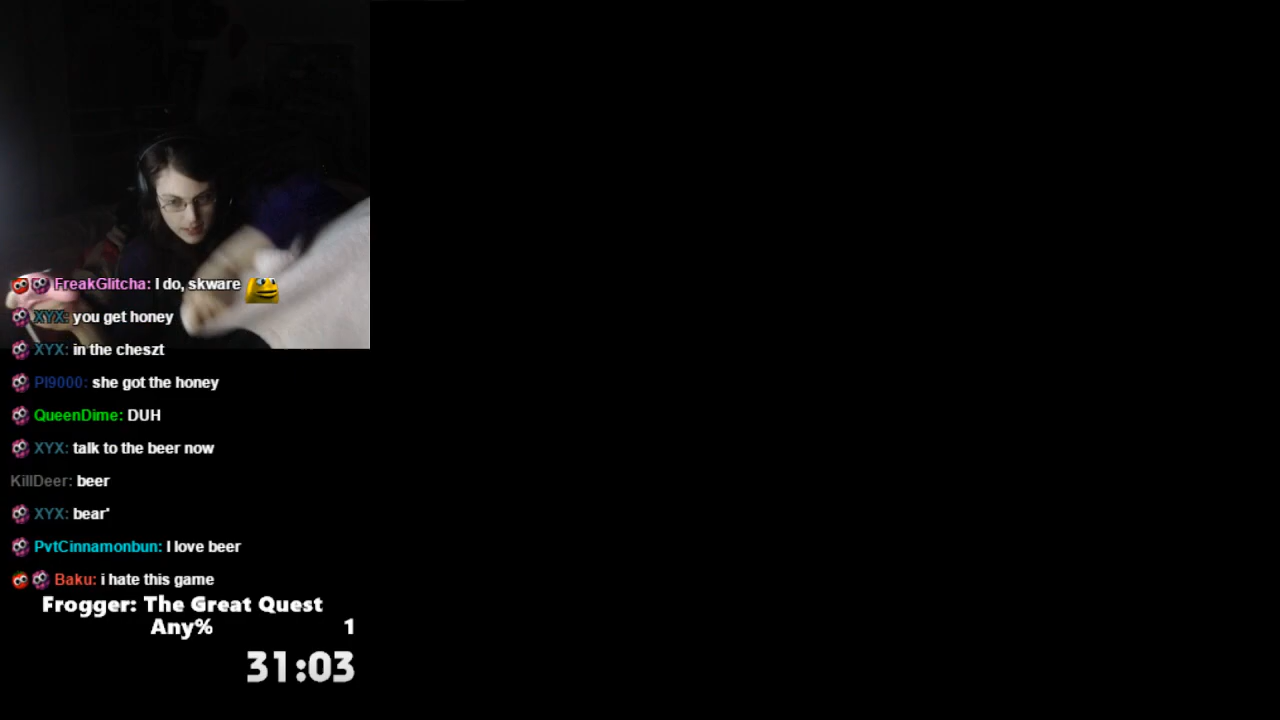 FreakGlitcha: I do, skware
XYX: you get honey
XYX: in the cheszt
PI9000: she got the honey
QueenDime: DUH
XYX: talk to the beer now
KillDeer: beer
XYX: bear'
PvtCinnamonbun: I love beer
Baku: i hate this game
Frogger: The Great Quest
Any% 1
31:03